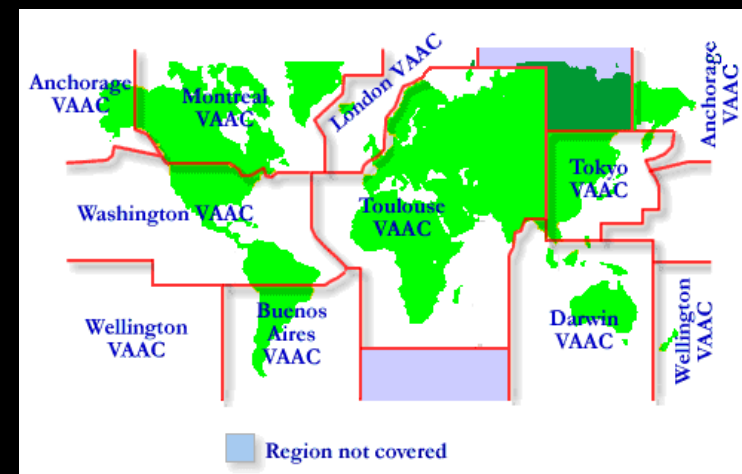 Anchorage
VAAC
Montreal
VAAC
London VAAC
Anchorage
VAAC
Tokyo
VAAC
Washington VAAC
Toulouse
VAAC
Wellington
VAAC
Buenos
Aires
VAAC
Darwin
VAAC
Wellington
VAAC
Region not covered